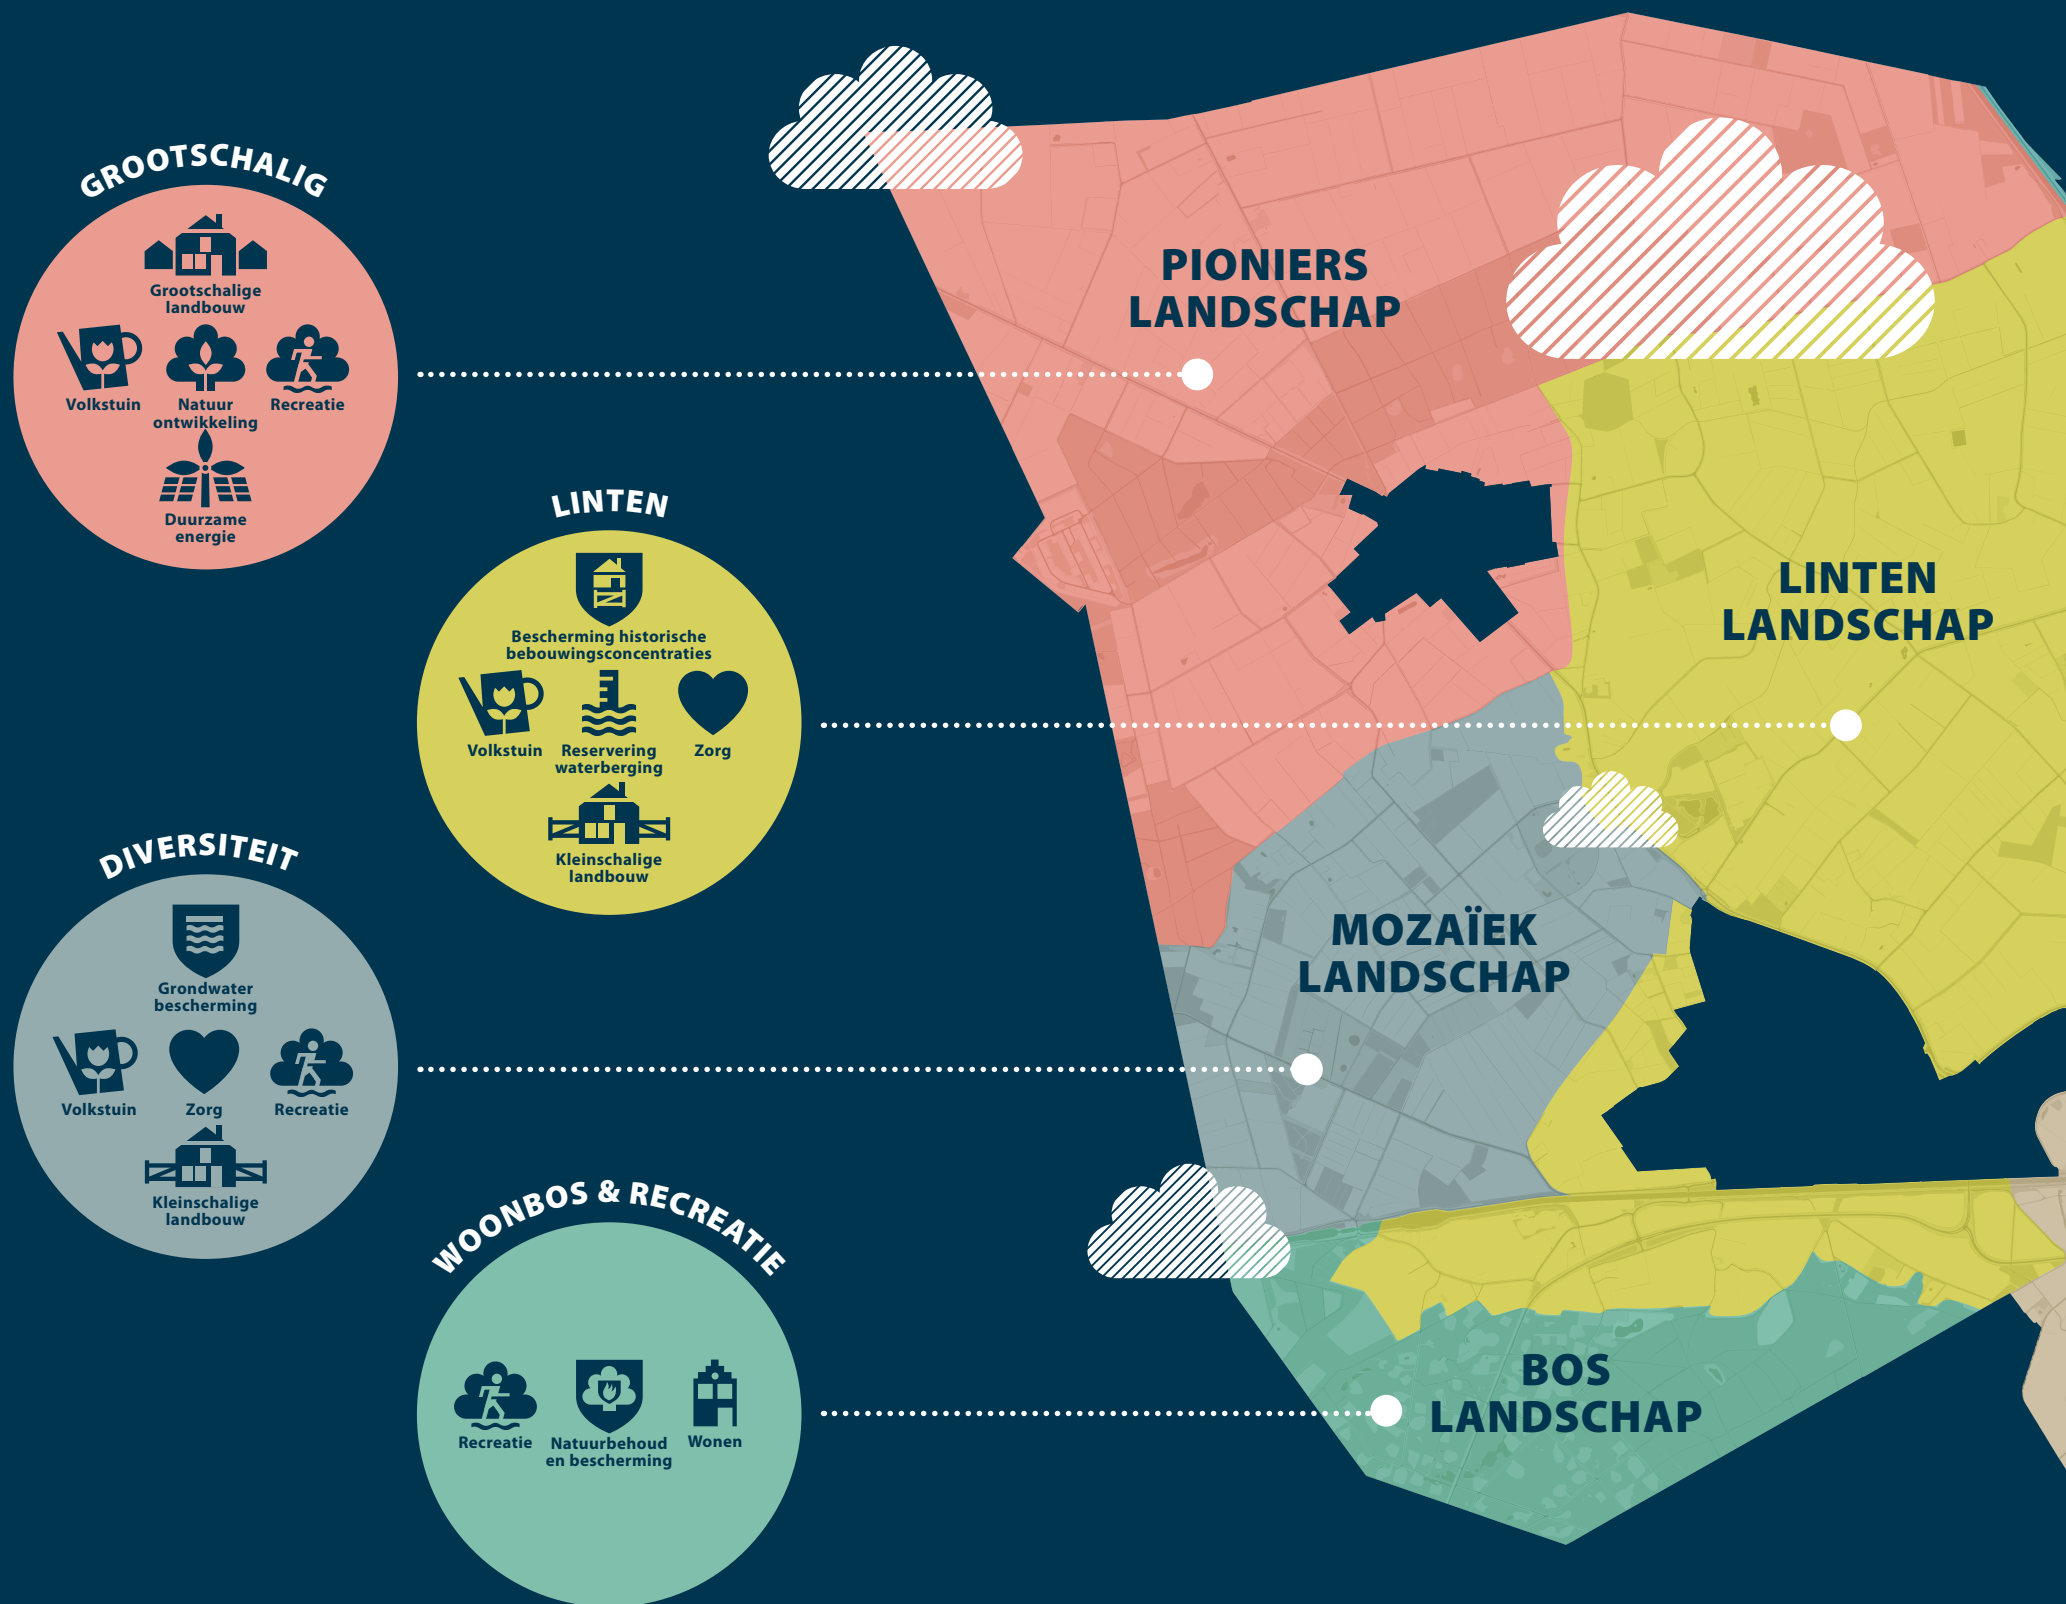 GROOTSCHALIG
Grootschalige
landbouw
Volkstuin
Natuur
ontwikkeling
Recreatie
Duurzame
energie
LINTEN
Bescherming historische
bebouwingsconcentraties
Volkstuin
Reservering
waterberging
Zorg
Kleinschalige
landbouw
DIVERSITEIT
Grondwater
bescherming
Volkstuin
Zorg
Recreatie
Kleinschalige
landbouw
WOONBOS & RECREATIE
Recreatie
Natuurbehoud
en bescherming
Wonen
PIONIERS
LANDSCHAP
LINTEN
LANDSCHAP
MOZAÏEK
LANDSCHAP
BOS
LANDSCHAP